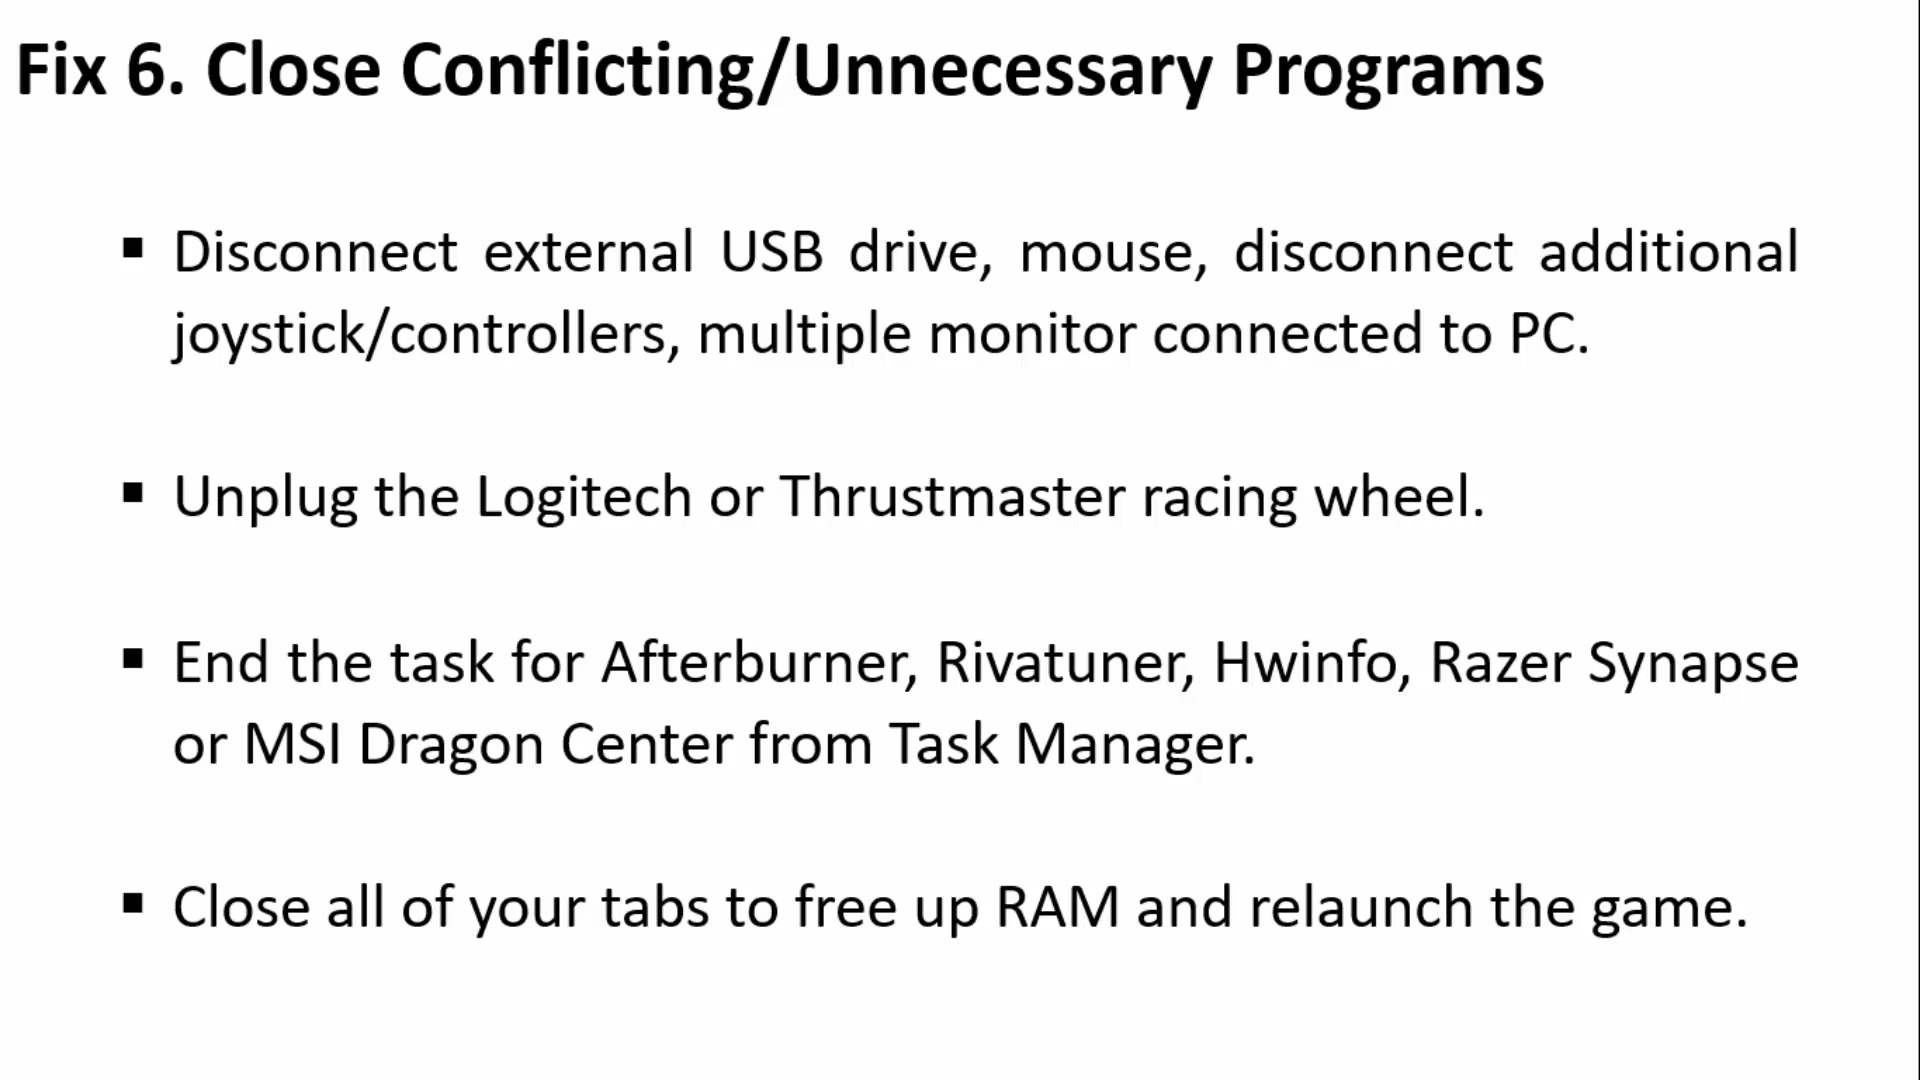 Fix 6. Close Conflicting/Unnecessary Programs
▪ Disconnect external USB drive, mouse, disconnect additional
joystick/controllers, multiple monitor connected to PC.
▪ Unplug the Logitech or Thrustmaster racing wheel.
▪ End the task for Afterburner, Rivatuner, Hwinfo, Razer Synapse
or MSI Dragon Center from Task Manager.
▪ Close all of your tabs to free up RAM and relaunch the game.